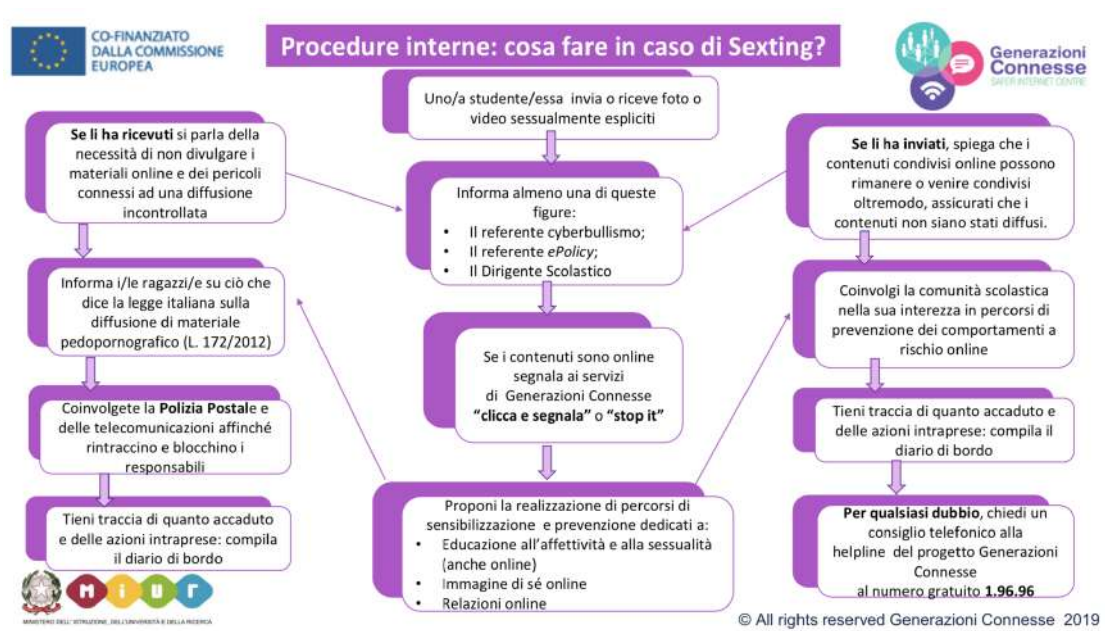 CO-FINANZIATO
DALLA COMMISSIONE
EUROPEA
Procedure interne: cosa fare in caso di Sexting?
Generazioni
Connesse
SAFER INTERNET CENTRE
Uno/a studente/essa invia o riceve foto o
video sessualmente espliciti
Se li ha ricevuti si parla della
necessità di non divulgare i
materiali online e dei pericoli
connessi ad una diffusione
incontrollata
Informa i/le ragazzi/e su ciò che
dice la legge italiana sulla
diffusione di materiale
pedopornografico (L. 172/2012)
Coinvolgete la Polizia Postale e
delle telecomunicazioni affinché
rintraccino e blocchino i
responsabili
Tieni traccia di quanto accaduto
e delle azioni intraprese: compila
il diario di bordo
Informa almeno una di queste
figure:
• Il referente cyberbullismo;
• Il referente ePolicy;
• Il Dirigente Scolastico
Se i contenuti sono online
segnala ai servizi
di Generazioni Connesse
“clicca e segnala” o “stop it”
Proponi la realizzazione di percorsi di
sensibilizzazione e prevenzione dedicati a:
• Educazione all'affettività e alla sessualità
(anche online)
• Immagine di sé online
• Relazioni online
Se li ha inviati, spiega che i
contenuti condivisi online possono
rimanere o venire condivisi
oltremodo, assicurati che i
contenuti non siano stati diffusi.
Coinvolgi la comunità scolastica
nella sua interezza in percorsi di
prevenzione dei comportamenti a
rischio online
Tieni traccia di quanto accaduto e
delle azioni intraprese: compila il
diario di bordo
Per qualsiasi dubbio, chiedi un
consiglio telefonico alla
helpline del progetto Generazioni
Connesse
al numero gratuito 1.96.96
MIUR
MINISTERO DELL'ISTRUZIONE, DELL'UNIVERSITÀ E DELLA RICERCA
© All rights reserved Generazioni Connesse 2019